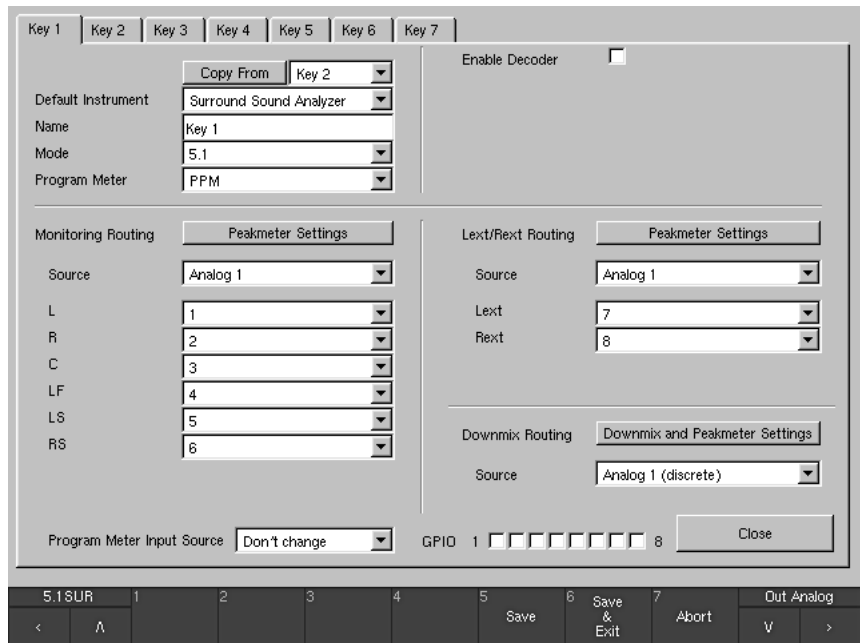 Key 1 Key 2 Key 3 Key 4 Key 5 Key 6 Key 7
Copy From Key 2
Default Instrument Surround Sound Analyzer
Name Key 1
Mode 5.1
Program Meter PPM
Enable Decoder
Monitoring Routing Peakmeter Settings
Source Analog 1
L 1
R 2
C 3
LF 4
LS 5
RS 6
Lext/Rext Routing Peakmeter Settings
Source Analog 1
Lext 7
Rext 8
Downmix Routing Downmix and Peakmeter Settings
Source Analog 1 (discrete)
Program Meter Input Source Don't change
GPIO 1 8
Close
5.1SUR 1 2 3 4 5 6 7 Out Analog
< Λ Save Save & Exit Abort V >